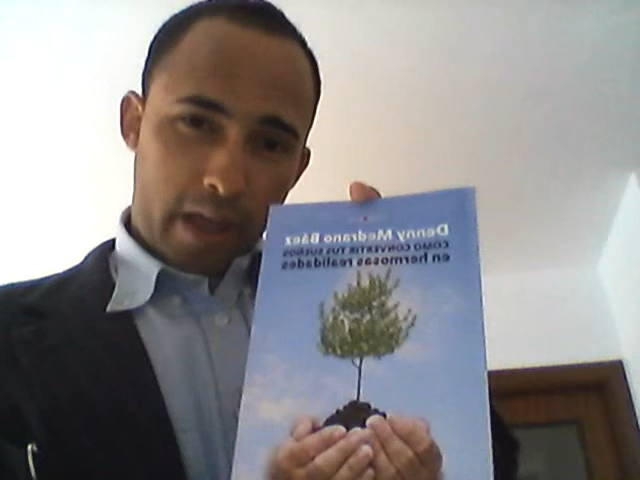 Denny Medrano Báez
COMO CONVERTIR TUS SUEÑOS
en hermosas realidades